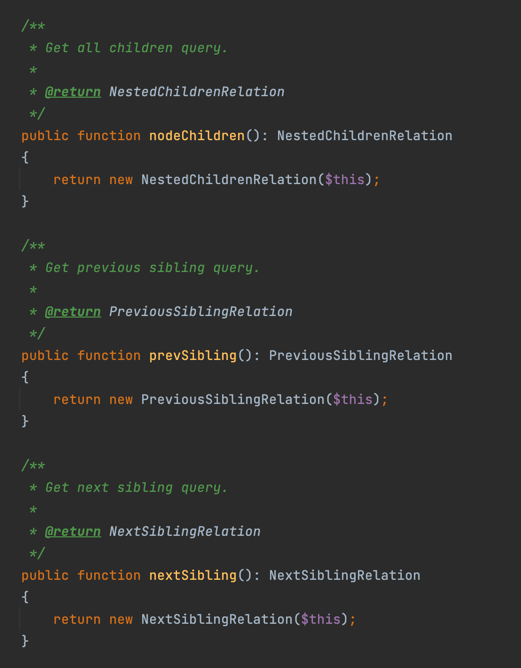 /**
 * Get all children query.
 *
 * @return NestedChildrenRelation
 */
public function nodeChildren(): NestedChildrenRelation
{
    return new NestedChildrenRelation($this);
}

/**
 * Get previous sibling query.
 *
 * @return PreviousSiblingRelation
 */
public function prevSibling(): PreviousSiblingRelation
{
    return new PreviousSiblingRelation($this);
}

/**
 * Get next sibling query.
 *
 * @return NextSiblingRelation
 */
public function nextSibling(): NextSiblingRelation
{
    return new NextSiblingRelation($this);
}